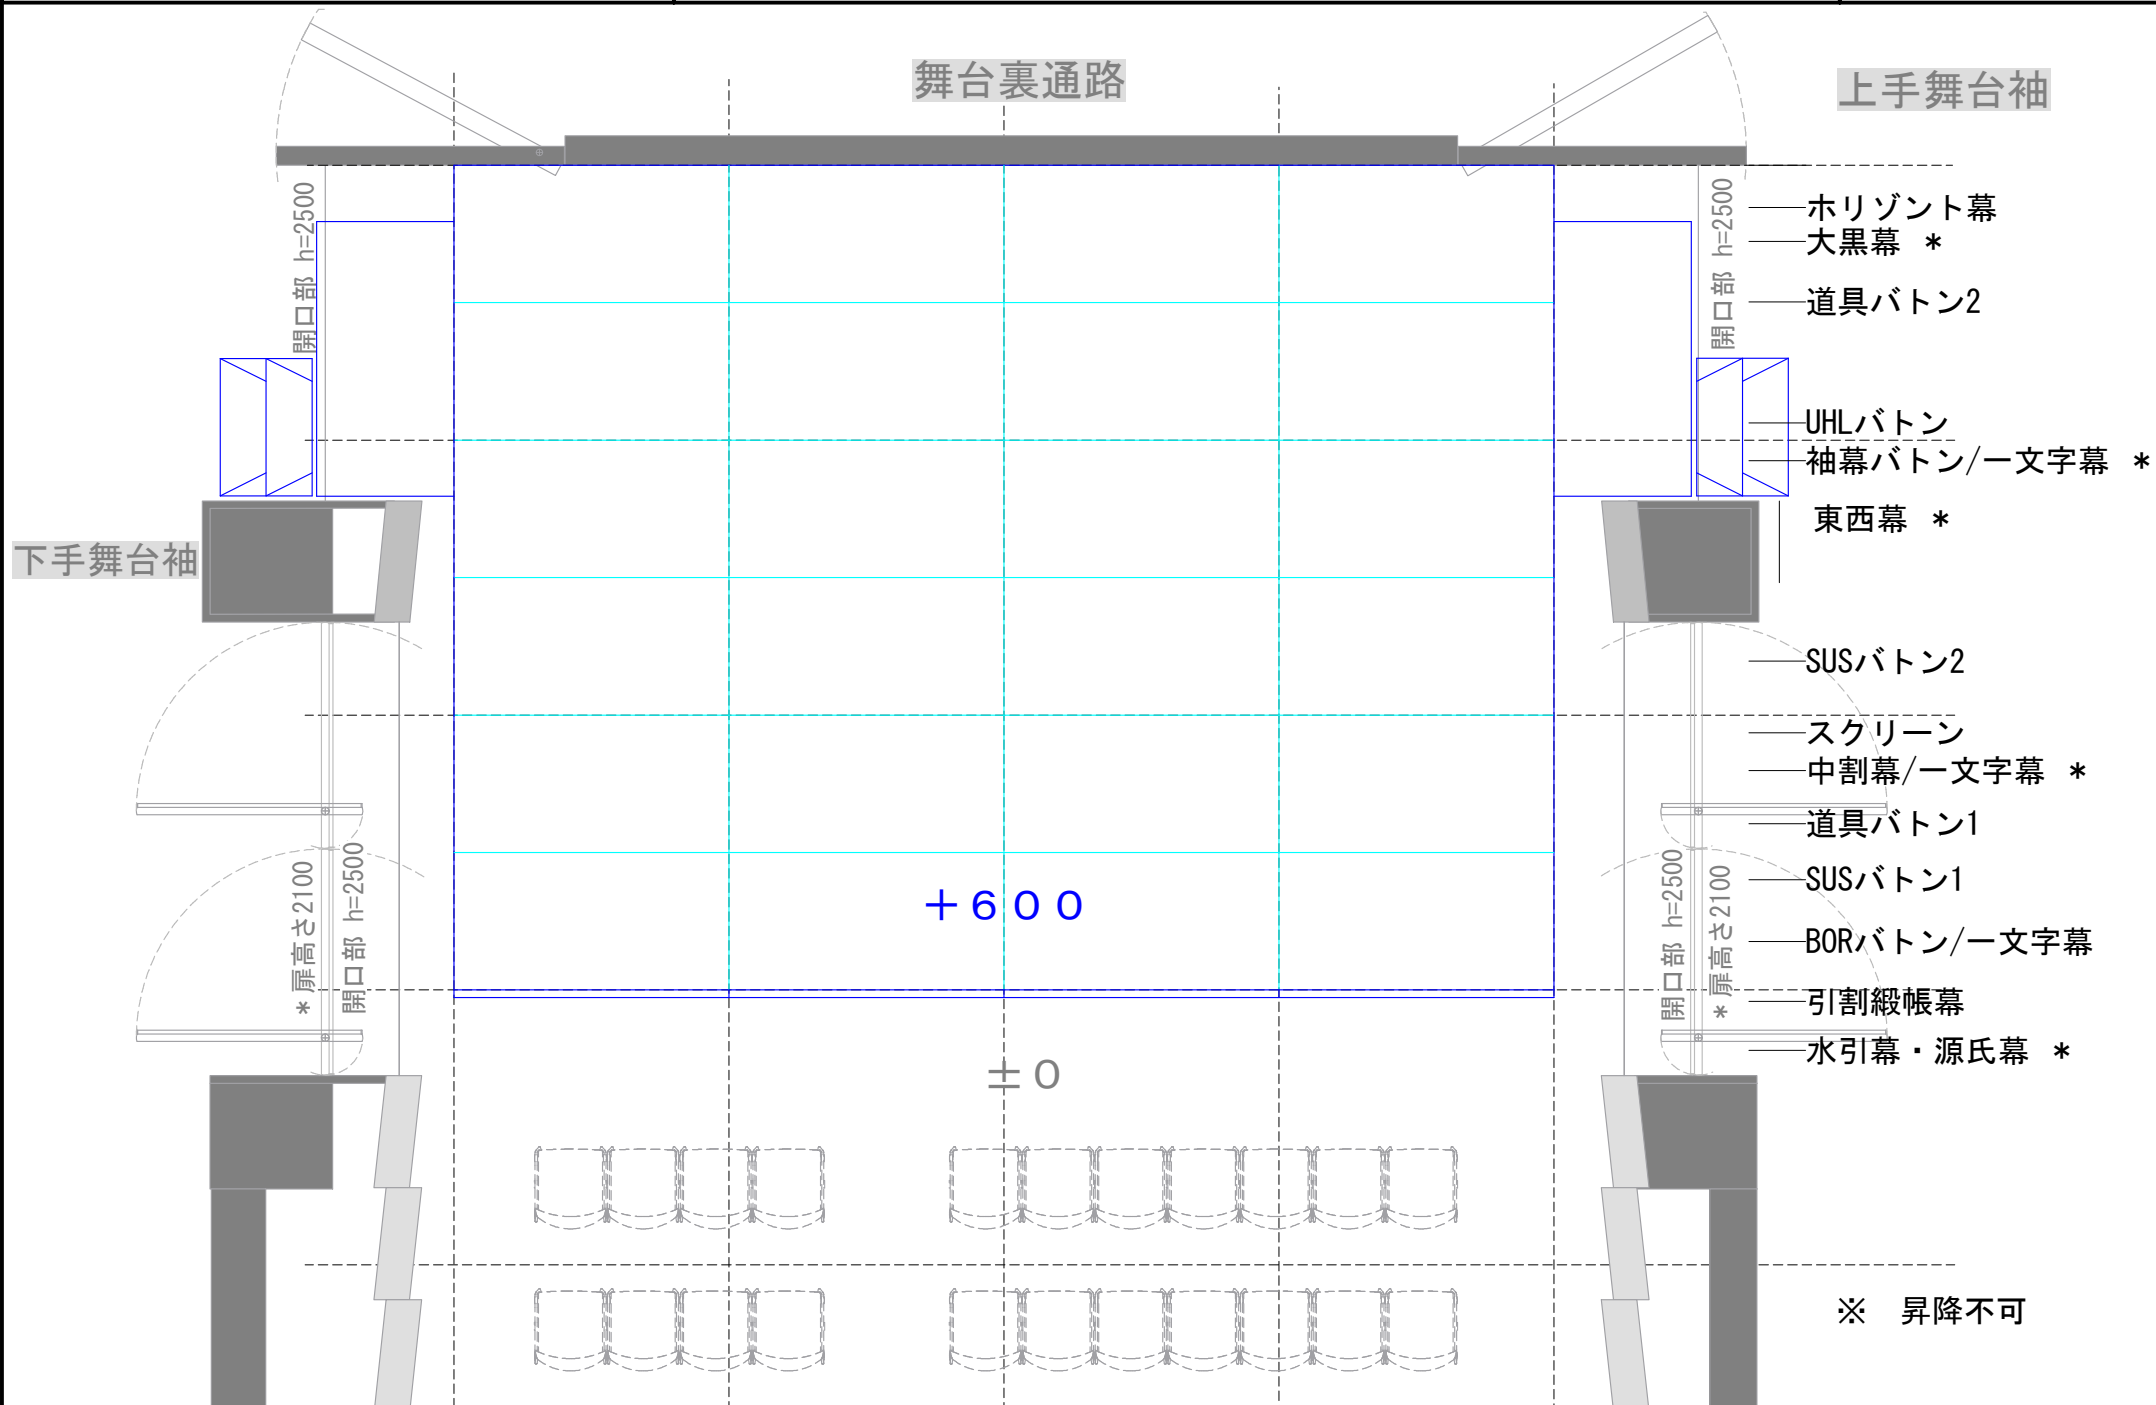 舞台裏通路
上手舞台袖
開口部 h=2500
開口部 h=2500
ホリゾント幕
大黒幕 *
道具バトン2
UHLバトン
袖幕バトン/一文字幕 *
東西幕 *
下手舞台袖
SUSバトン2
スクリーン
中割幕/一文字幕 *
道具バトン1
SUSバトン1
BORバトン/一文字幕
引割緞帳幕
水引幕・源氏幕 *
*扉高さ2100
開口部 h=2500
+600
開口部 h=2500
*扉高さ2100
±0
※ 昇降不可